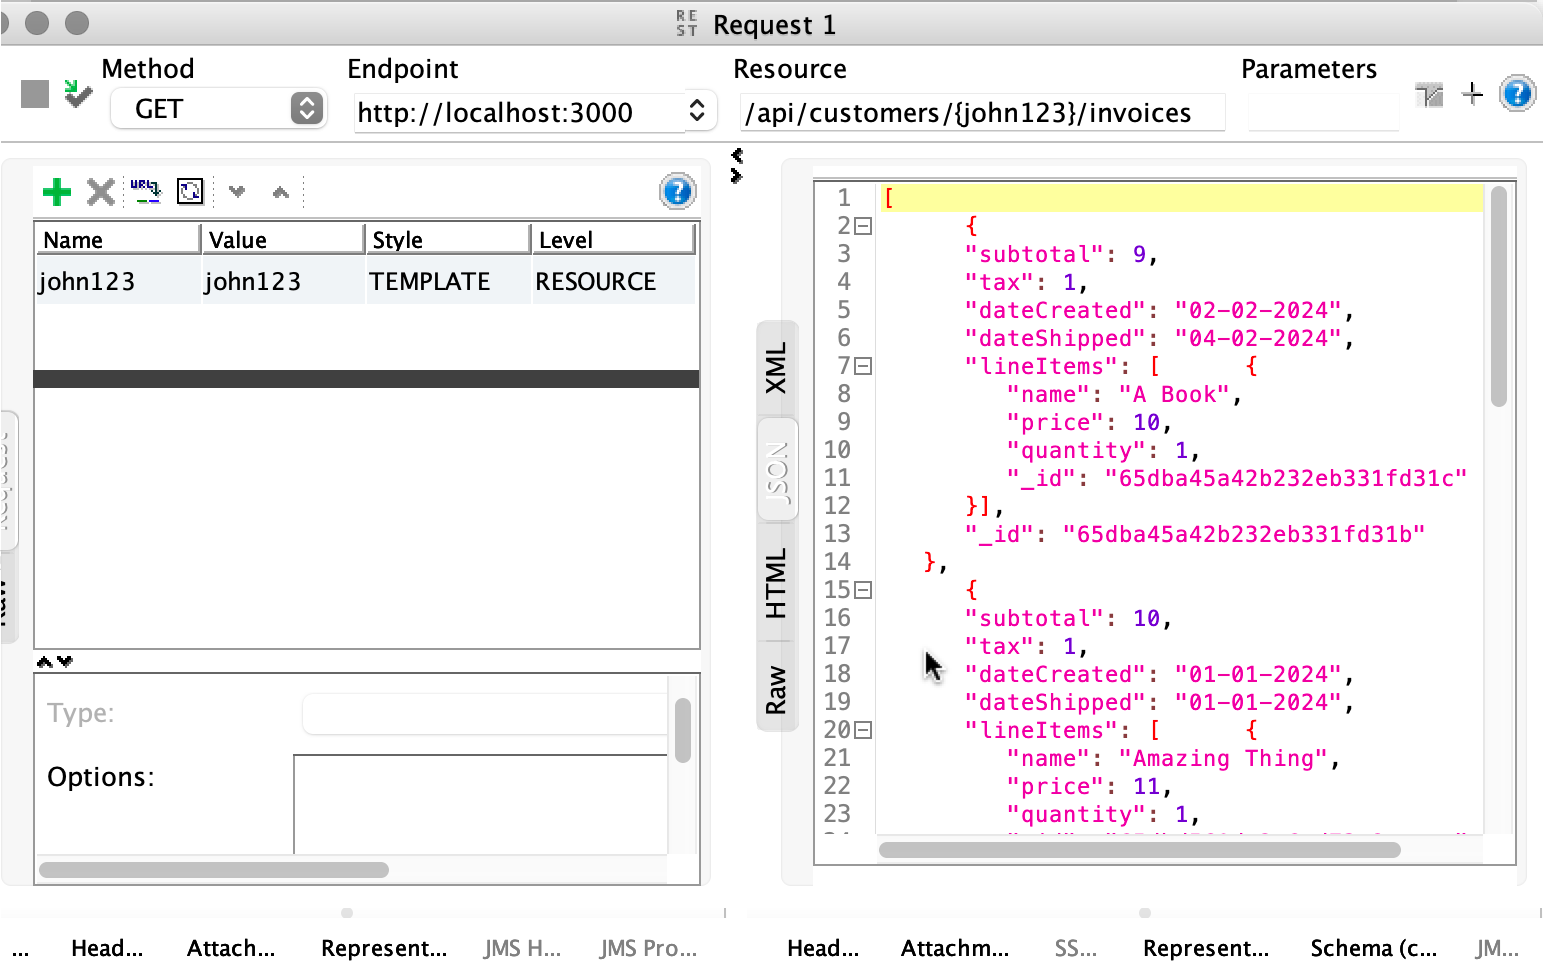 REST Request 1
Method Endpoint Resource Parameters
GET http://localhost:3000 /api/customers/{john123}/invoices
Name Value Style Level
john123 john123 TEMPLATE RESOURCE
Request
Raw
Type:
Options:
XML
JSON
HTML
Raw
1 [
2 {
3 "subtotal": 9,
4 "tax": 1,
5 "dateCreated": "02-02-2024",
6 "dateShipped": "04-02-2024",
7 "lineItems": [ {
8 "name": "A Book",
9 "price": 10,
10 "quantity": 1,
11 "_id": "65dba45a42b232eb331fd31c"
12 }],
13 "_id": "65dba45a42b232eb331fd31b"
14 },
15 {
16 "subtotal": 10,
17 "tax": 1,
18 "dateCreated": "01-01-2024",
19 "dateShipped": "01-01-2024",
20 "lineItems": [ {
21 "name": "Amazing Thing",
22 "price": 11,
23 "quantity": 1,
... Head... Attach... Represent... JMS H... JMS Pro...
Head... Attachm... SS... Represent... Schema (c... JM...